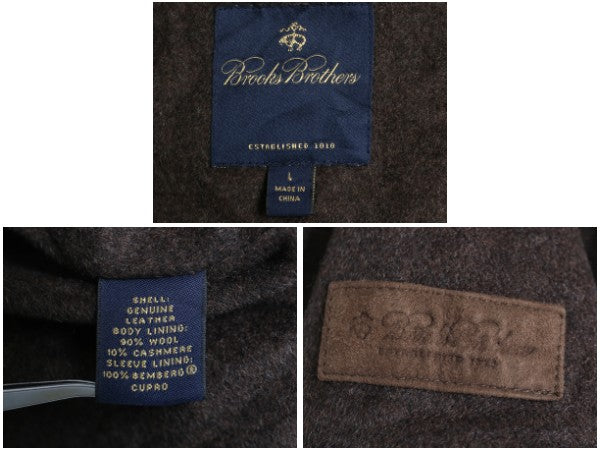 Brooks Brothers
ESTABLISHED 1818
L
MADE IN
CHINA
SHELL:
GENUINE
LEATHER
BODY LINING:
90% WOOL
10% CASHMERE
SLEEVE LINING:
100% BEMBERG®
CUPRO